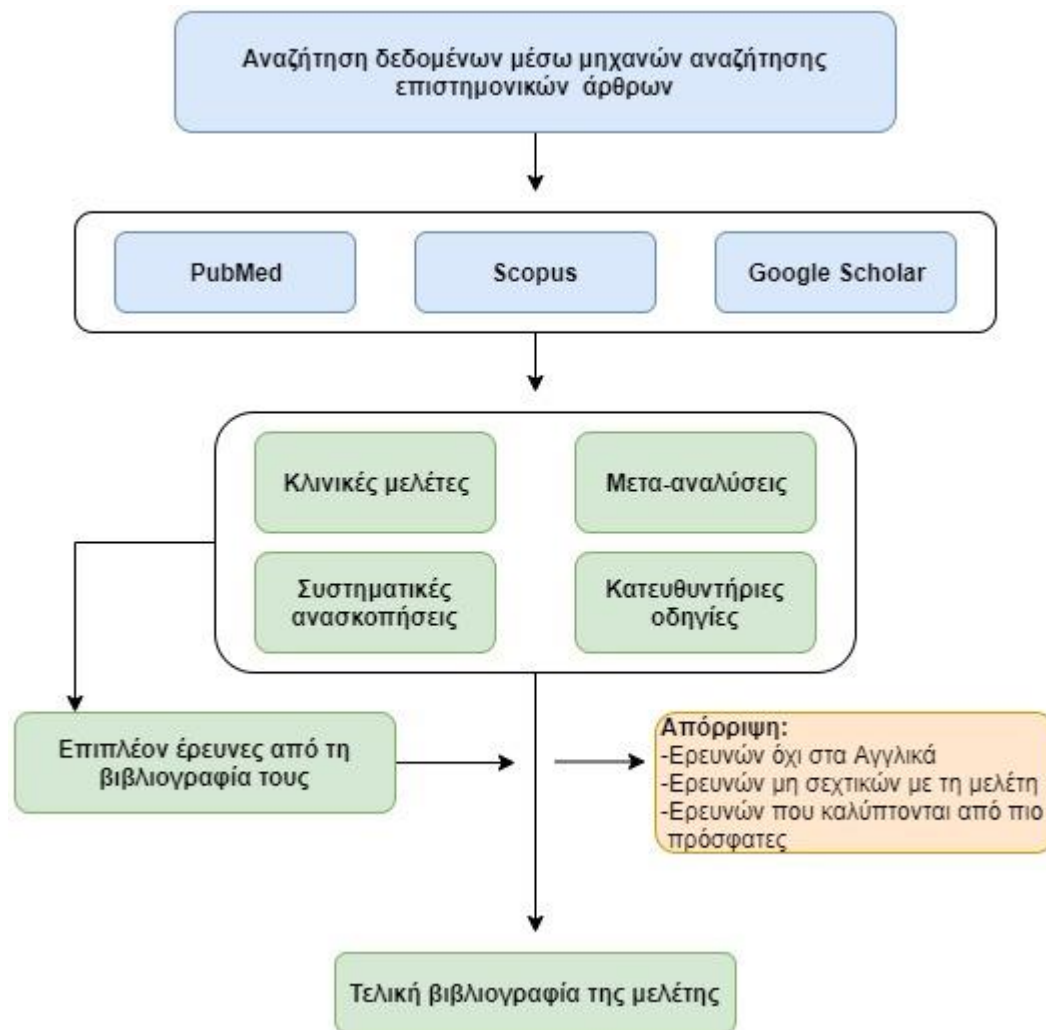 Αναζήτηση δεδομένων μέσω μηχανών αναζήτησης
επιστημονικών άρθρων
PubMed
Scopus
Google Scholar
Κλινικές μελέτες
Μετα-αναλύσεις
Συστηματικές
ανασκοπήσεις
Κατευθυντήριες
οδηγίες
Επιπλέον έρευνες από τη
βιβλιογραφία τους
Απόρριψη:
-Ερευνών όχι στα Αγγλικά
-Ερευνών μη σεχτικών με τη μελέτη
-Ερευνών που καλύπτονται από πιο
πρόσφατες
Τελική βιβλιογραφία της μελέτης